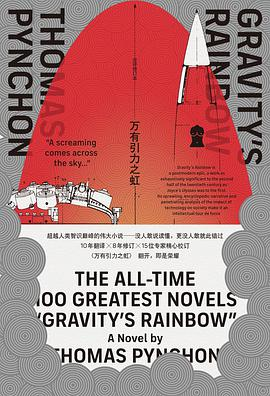 THOMAS
PYNCHON
GRAVITY'S
RAINBOW
万有引力之虹
"A screaming
comes across
the sky..."
Gravity's Rainbow is
a postmodern epic, a work as
exhaustively significant to the second
half of the twentieth century as
Joyce's Ulysses was to the first.
Its sprawling, encyclopedic narrative and
penetrating analysis of the impact of
technology on society make it an
intellectual tour de force
超越人类智识巅峰的伟大小说——没人敢说读懂，更没人敢就此错过
10年翻译×8年修订×15位专家精心校订
《万有引力之虹》 翻开，即是荣耀
THE ALL-TIME
100 GREATEST NOVELS
"GRAVITY'S RAINBOW"
A Novel by
THOMAS PYNCHON